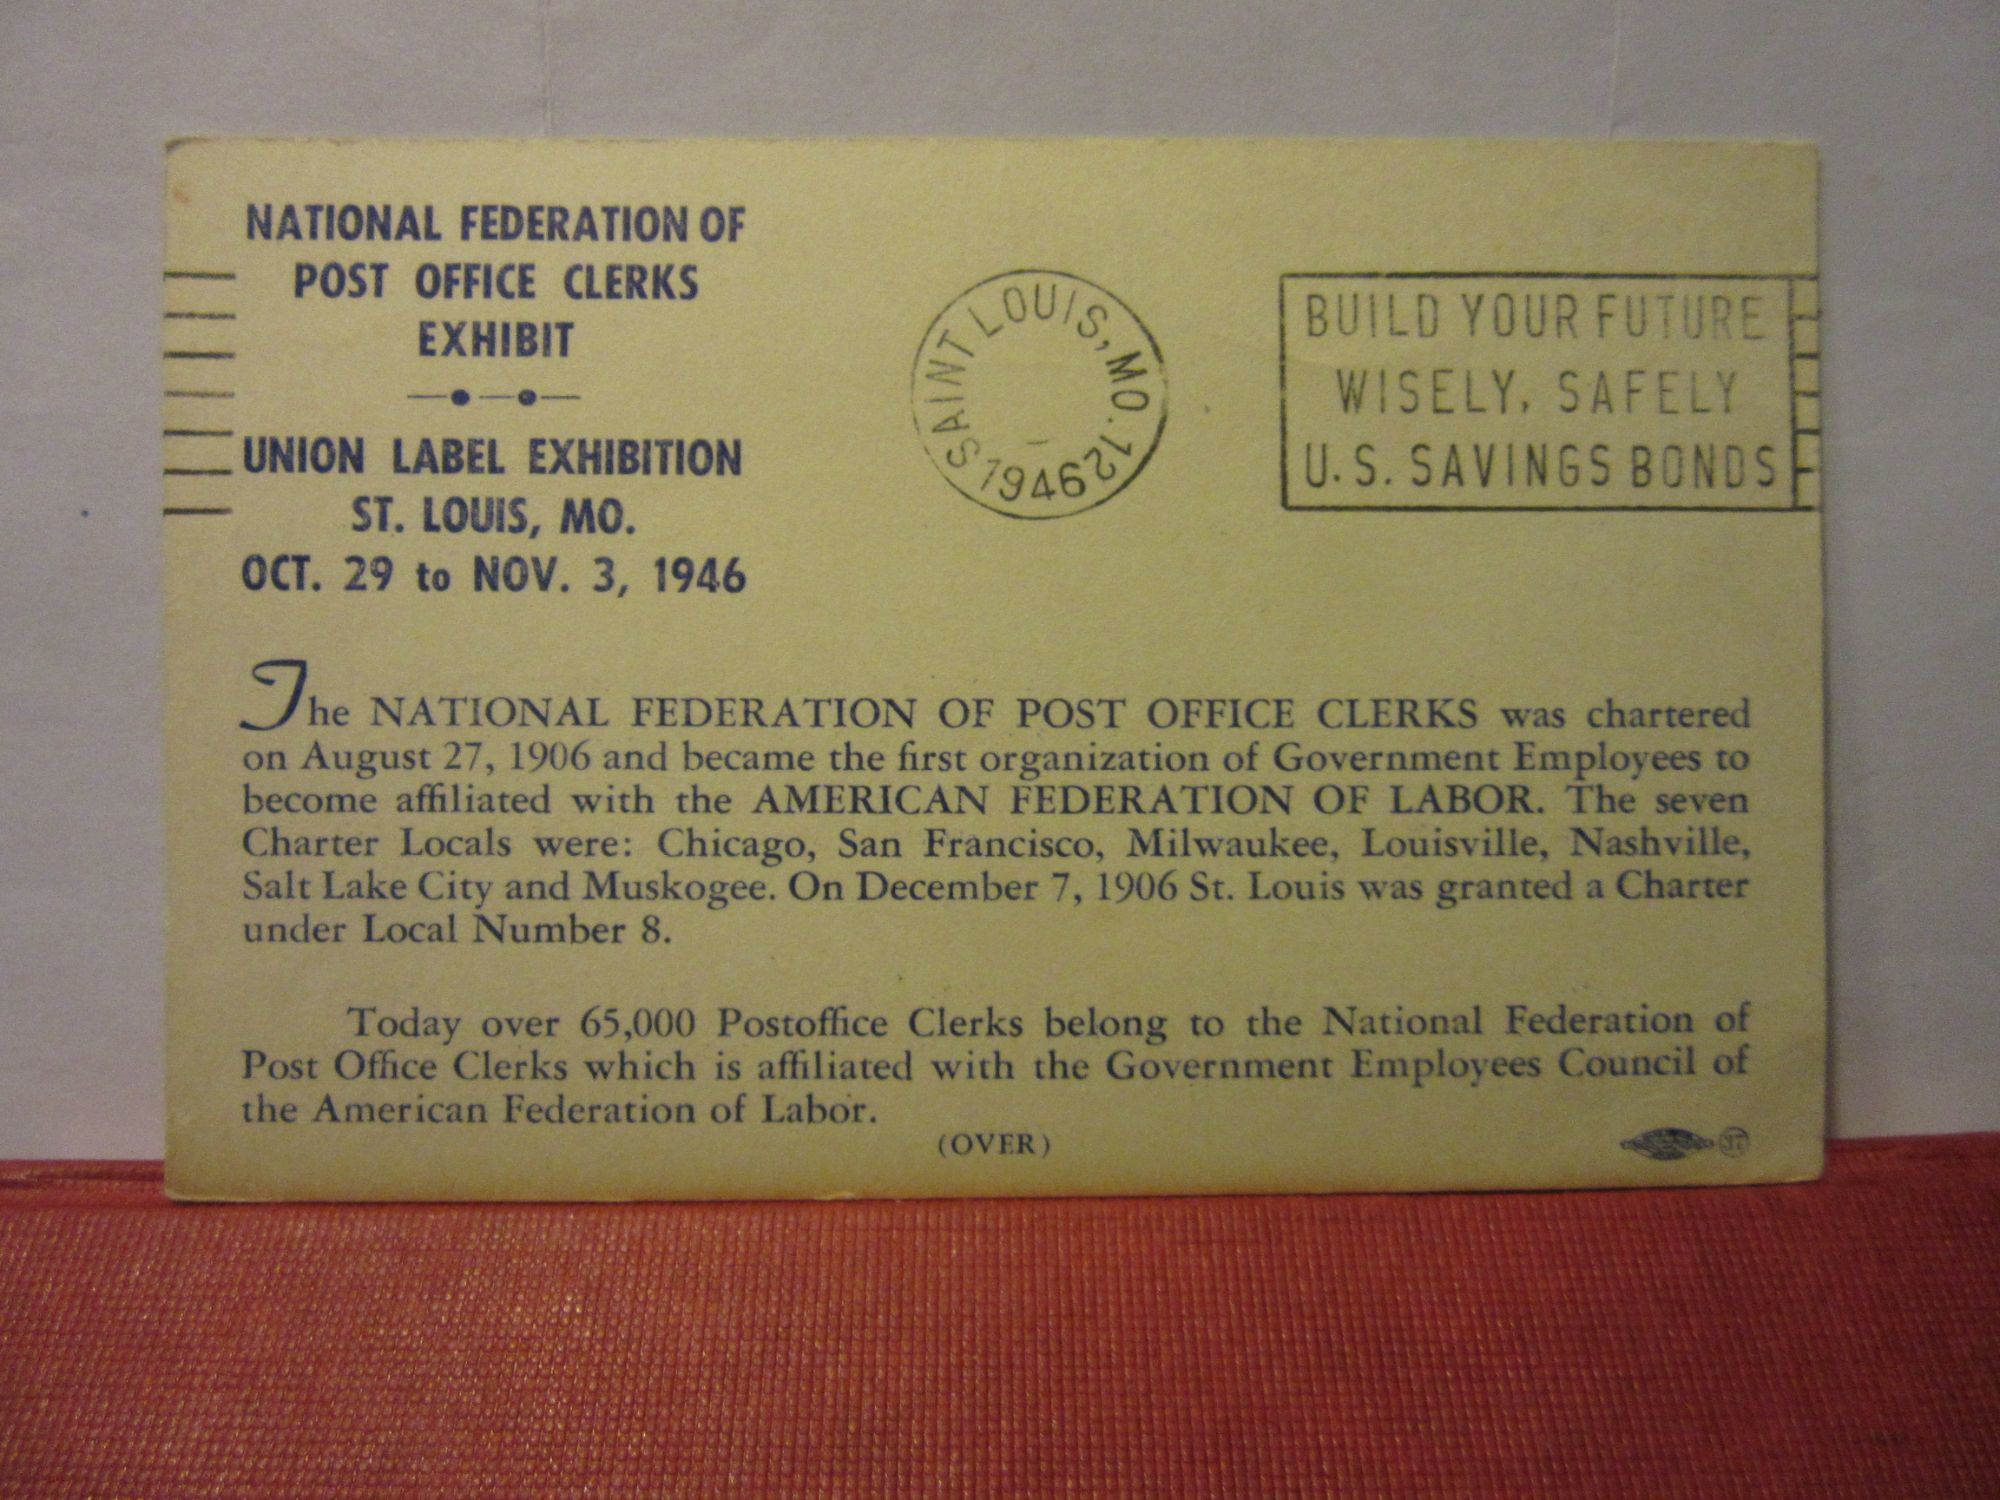 NATIONAL FEDERATION OF
POST OFFICE CLERKS
EXHIBIT
UNION LABEL EXHIBITION
ST. LOUIS, MO.
OCT. 29 to NOV. 3, 1946
SAINT LOUIS, MO. 12
1946
BUILD YOUR FUTURE
WISELY, SAFELY
U.S. SAVINGS BONDS
The NATIONAL FEDERATION OF POST OFFICE CLERKS was chartered
on August 27, 1906 and became the first organization of Government Employees to
become affiliated with the AMERICAN FEDERATION OF LABOR. The seven
Charter Locals were: Chicago, San Francisco, Milwaukee, Louisville, Nashville,
Salt Lake City and Muskogee. On December 7, 1906 St. Louis was granted a Charter
under Local Number 8.
Today over 65,000 Postoffice Clerks belong to the National Federation of
Post Office Clerks which is affiliated with the Government Employees Council of
the American Federation of Labor.
(OVER)